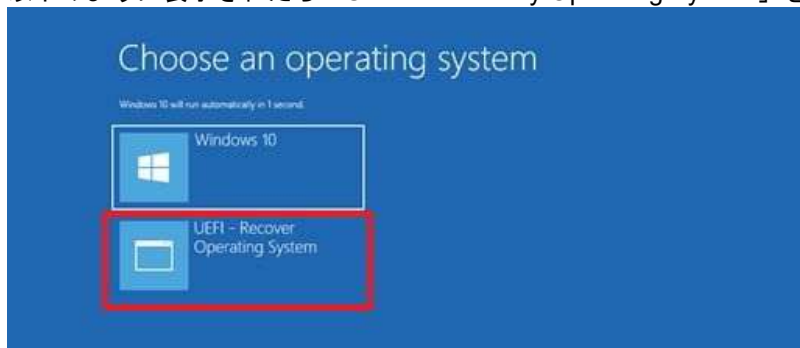 Choose an operating system
Windows 10 will run automatically in 1 second.
Windows 10
UEFI - Recover
Operating System